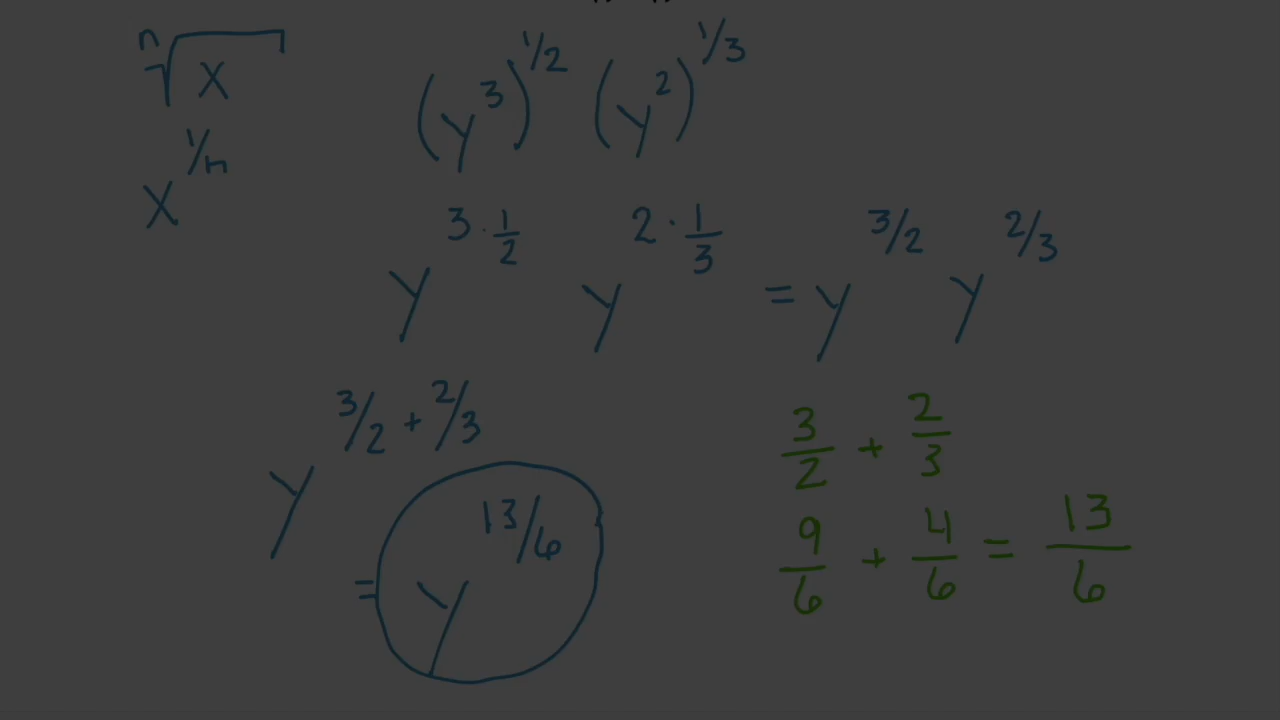 ⁿ√x
x^(1/n)
(y³)^(1/2) (y²)^(1/3)
y^(3·1/2) y^(2·1/3) = y^(3/2) y^(2/3)
y^(3/2 + 2/3)
= y^(13/6)
3/2 + 2/3
9/6 + 4/6 = 13/6